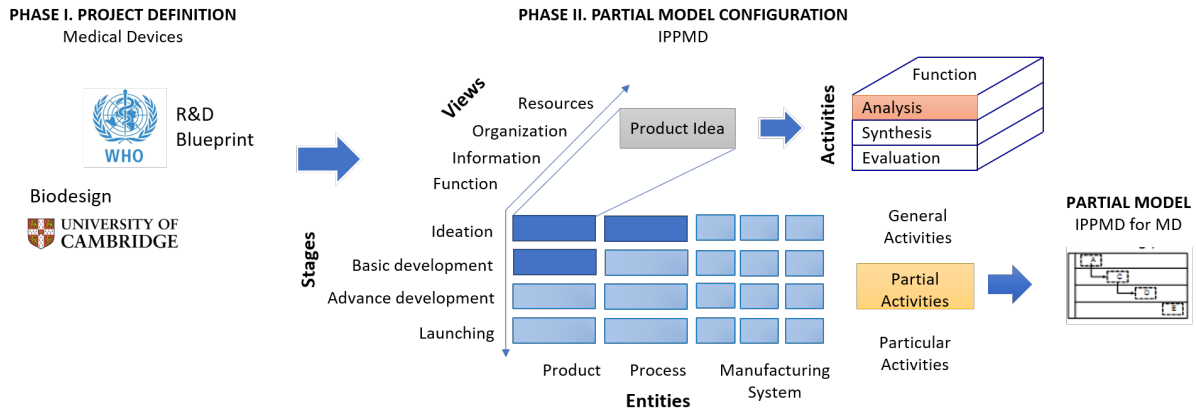 PHASE I. PROJECT DEFINITION
Medical Devices
PHASE II. PARTIAL MODEL CONFIGURATION
IPPMD
WHO
R&D
Blueprint
Biodesign
UNIVERSITY OF
CAMBRIDGE
Views
Resources
Organization
Information
Function
Product Idea
Activities
Function
Analysis
Synthesis
Evaluation
Stages
Ideation
Basic development
Advance development
Launching
Product
Process
Manufacturing
System
Entities
General
Activities
Partial
Activities
Particular
Activities
PARTIAL MODEL
IPPMD for MD
A
C
D
E